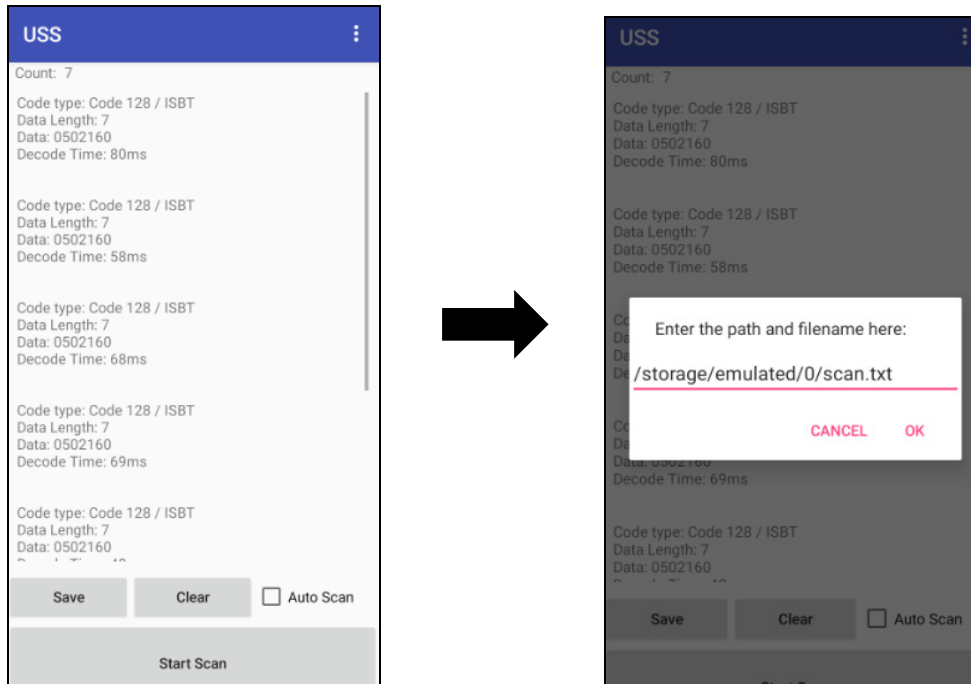 USS
Count: 7
Code type: Code 128 / ISBT
Data Length: 7
Data: 0502160
Decode Time: 80ms
Code type: Code 128 / ISBT
Data Length: 7
Data: 0502160
Decode Time: 58ms
Code type: Code 128 / ISBT
Data Length: 7
Data: 0502160
Decode Time: 68ms
Code type: Code 128 / ISBT
Data Length: 7
Data: 0502160
Decode Time: 69ms
Code type: Code 128 / ISBT
Data Length: 7
Data: 0502160
Save Clear Auto Scan
Start Scan
USS
Count: 7
Code type: Code 128 / ISBT
Data Length: 7
Data: 0502160
Decode Time: 80ms
Code type: Code 128 / ISBT
Data Length: 7
Data: 0502160
Decode Time: 58ms
Enter the path and filename here:
/storage/emulated/0/scan.txt
CANCEL OK
Data: 0502160
Decode Time: 69ms
Code type: Code 128 / ISBT
Data Length: 7
Data: 0502160
Save Clear Auto Scan